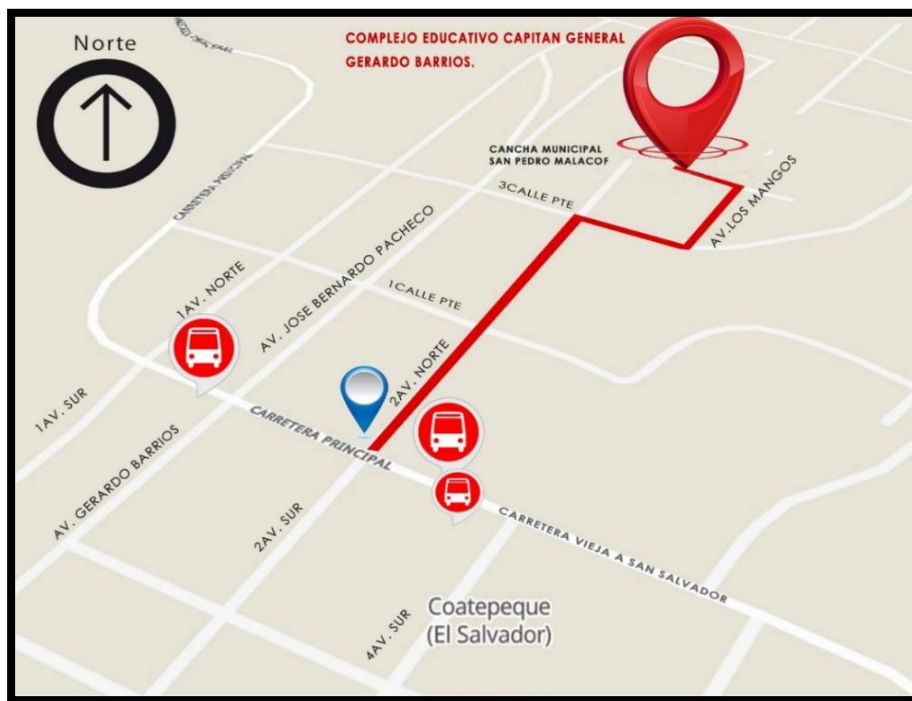 Norte
COMPLEJO EDUCATIVO CAPITAN GENERAL
GERARDO BARRIOS.
CANCHA MUNICIPAL
SAN PEDRO MALACOF
CARRETERA PRINCIPAL
3CALLE PTE
AV.LOS MANGOS
1AV. NORTE
AV. JOSE BERNARDO PACHECO
1CALLE PTE
2AV. NORTE
1AV. SUR
CARRETERA PRINCIPAL
AV. GERARDO BARRIOS
2AV. SUR
CARRETERA VIEJA A SAN SALVADOR
4AV. SUR
Coatepeque
(El Salvador)